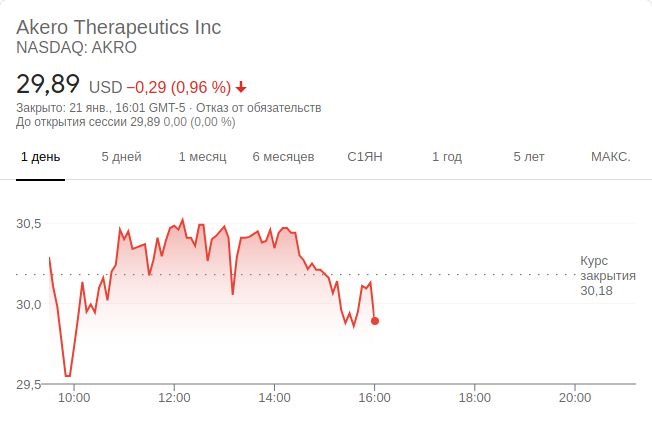 Akero Therapeutics Inc
NASDAQ: AKRO
29,89 USD −0,29 (0,96 %)
Закрыто: 21 янв., 16:01 GMT-5 · Отказ от обязательств
До открытия сессии 29,89 0,00 (0,00 %)
1 день 5 дней 1 месяц 6 месяцев С1ЯН 1 год 5 лет МАКС.
30,5
Курс
закрытия
30,18
30,0
29,5
10:00 12:00 14:00 16:00 18:00 20:00